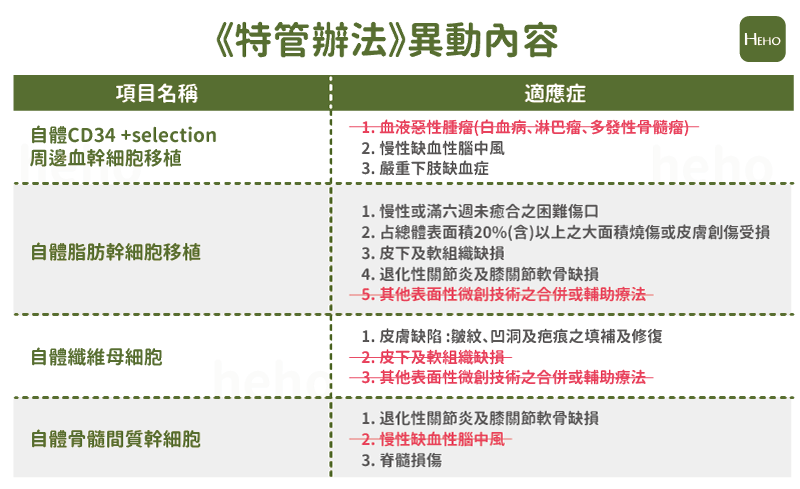 《特管辦法》異動內容
HEHO
項目名稱
適應症
自體CD34 +selection
周邊血幹細胞移植
1. 血液惡性腫瘤(白血病、淋巴瘤、多發性骨髓瘤)
2. 慢性缺血性腦中風
3. 嚴重下肢缺血症
自體脂肪幹細胞移植
1. 慢性或滿六週未癒合之困難傷口
2. 占總體表面積20%(含)以上之大面積燒傷或皮膚創傷受損
3. 皮下及軟組織缺損
4. 退化性關節炎及膝關節軟骨缺損
5. 其他表面性微創技術之合併或輔助療法
自體纖維母細胞
1. 皮膚缺陷 :皺紋、凹洞及疤痕之填補及修復
2. 皮下及軟組織缺損
3. 其他表面性微創技術之合併或輔助療法
自體骨髓間質幹細胞
1. 退化性關節炎及膝關節軟骨缺損
2. 慢性缺血性腦中風
3. 脊髓損傷
heho
heho
heho